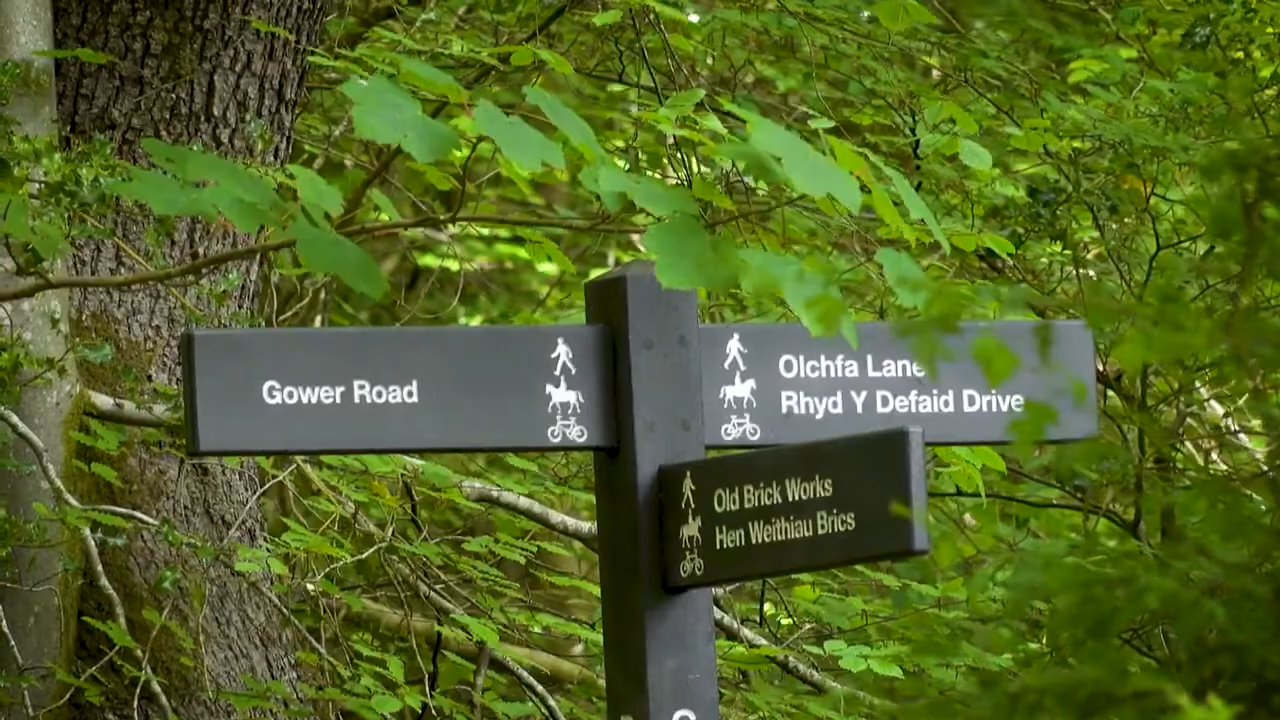 Gower Road
Olchfa Lane
Rhyd Y Defaid Drive
Old Brick Works
Hen Weithiau Brics